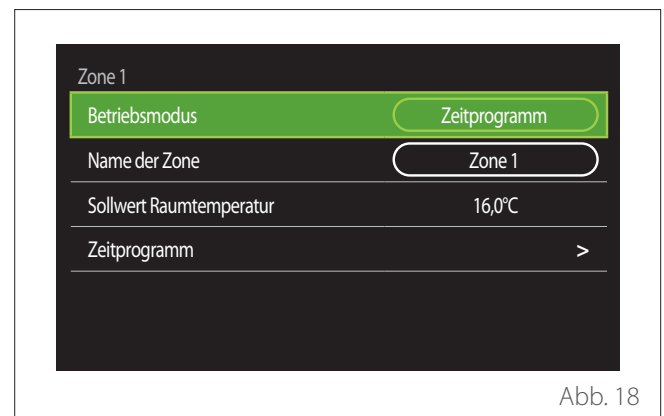 Zone 1
Betriebsmodus Zeitprogramm
Name der Zone Zone 1
Sollwert Raumtemperatur 16,0°C
Zeitprogramm >
Abb. 18